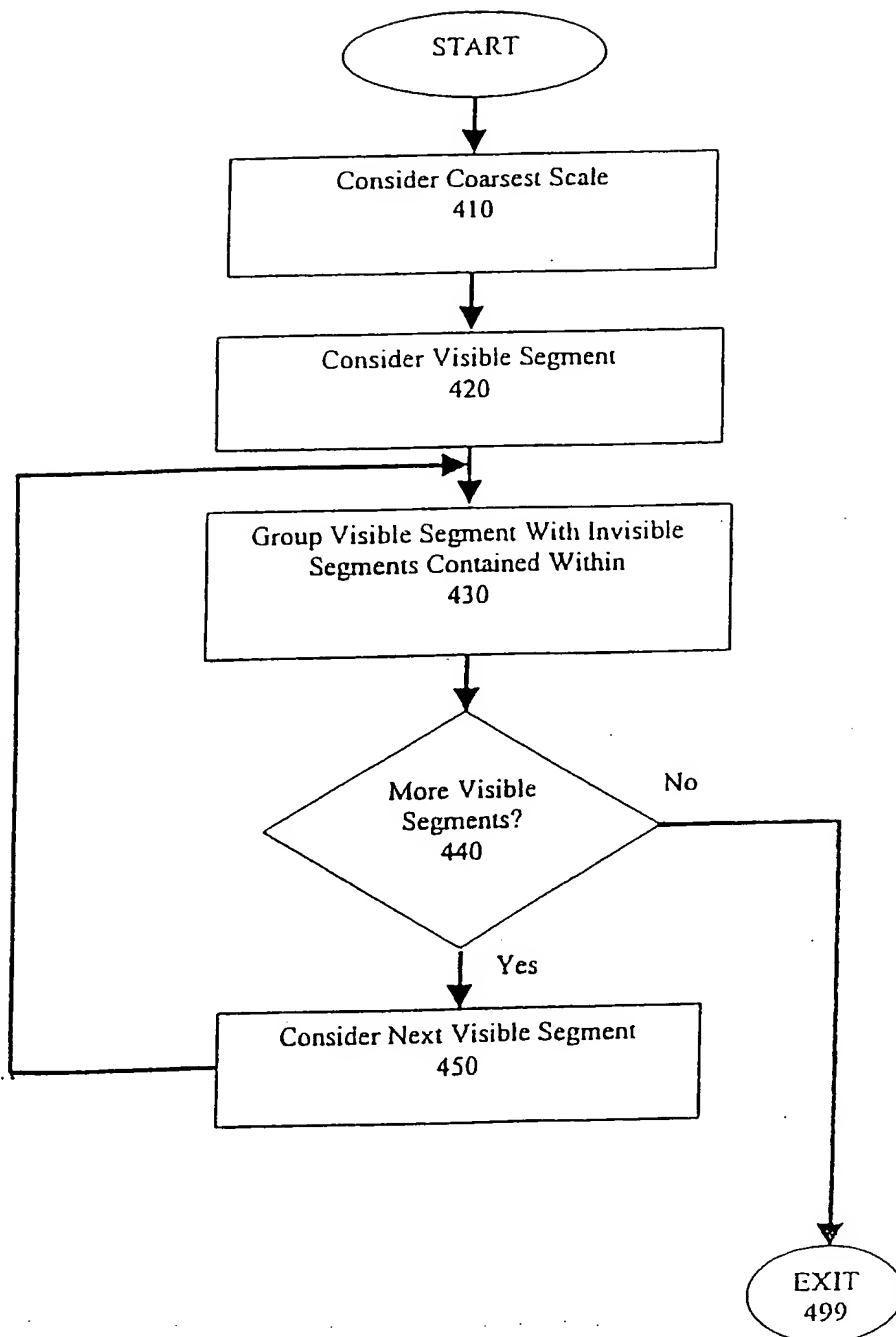 START
Consider Coarsest Scale
410
Consider Visible Segment
420
Group Visible Segment With Invisible
Segments Contained Within
430
More Visible
Segments?
440
No
Yes
Consider Next Visible Segment
450
EXIT
499